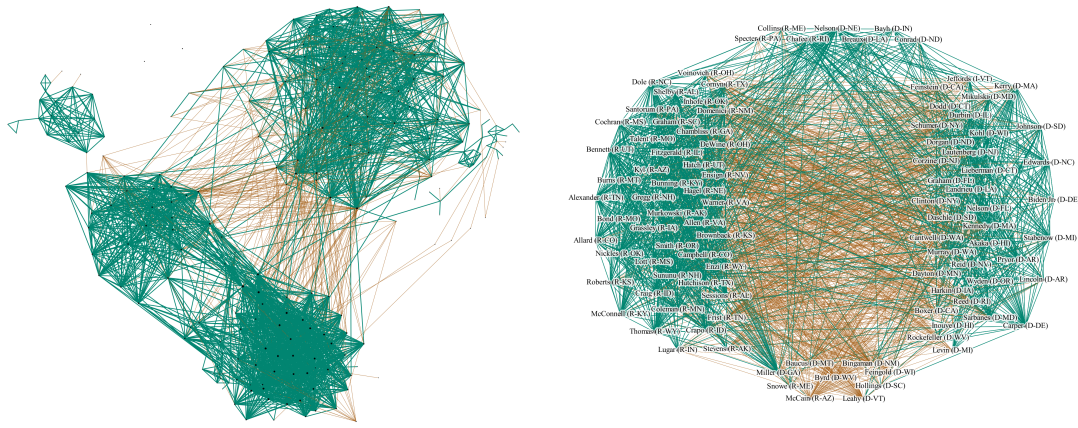 Collins (R-ME)
Nelson (D-NE)
Bayh (D-IN)
Specter (R-PA)
Chafee (R-RI)
Breaux (D-LA)
Conrad (D-ND)
Voinovich (R-OH)
Dole (R-NC)
Cornyn (R-TX)
Shelby (R-AL)
Inhofe (R-OK)
Santorum (R-PA)
Domenici (R-NM)
Cochran (R-MS)
Graham (R-SC)
Chambliss (R-GA)
Talent (R-MO)
DeWine (R-OH)
Bennett (R-UT)
Fitzgerald (R-IL)
Hatch (R-UT)
Kyl (R-AZ)
Ensign (R-NV)
Burns (R-MT)
Bunning (R-KY)
Hagel (R-NE)
Alexander (R-TN)
Gregg (R-NH)
Warner (R-VA)
Murkowski (R-AK)
Bond (R-MO)
Allen (R-VA)
Grassley (R-IA)
Brownback (R-KS)
Allard (R-CO)
Smith (R-OR)
Nickles (R-OK)
Campbell (R-CO)
Lott (R-MS)
Enzi (R-WY)
Sununu (R-NH)
Roberts (R-KS)
Hutchison (R-TX)
Craig (R-ID)
Sessions (R-AL)
Coleman (R-MN)
McConnell (R-KY)
Frist (R-TN)
Thomas (R-WY)
Crapo (R-ID)
Lugar (R-IN)
Stevens (R-AK)
Jeffords (I-VT)
Feinstein (D-CA)
Kerry (D-MA)
Mikulski (D-MD)
Dodd (D-CT)
Durbin (D-IL)
Schumer (D-NY)
Johnson (D-SD)
Kohl (D-WI)
Dorgan (D-ND)
Lautenberg (D-NJ)
Corzine (D-NJ)
Edwards (D-NC)
Lieberman (D-CT)
Graham (D-FL)
Landrieu (D-LA)
Clinton (D-NY)
Biden Jr (D-DE
Nelson (D-FL)
Daschle (D-SD)
Kennedy (D-MA)
Cantwell (D-WA)
Stabenow (D-MI)
Akaka (D-HI)
Murray (D-WA)
Pryor (D-AR)
Reid (D-NV)
Dayton (D-MN)
Wyden (D-OR)
Lincoln (D-AR)
Harkin (D-IA)
Reed (D-RI)
Boxer (D-CA)
Sarbanes (D-MD)
Inouye (D-HI)
Carper (D-DE)
Rockefeller (D-WV)
Levin (D-MI)
Baucus (D-MT)
Bingaman (D-NM)
Miller (D-GA)
Byrd (D-WV)
Feingold (D-WI)
Snowe (R-ME)
Hollings (D-SC)
McCain (R-AZ)
Leahy (D-VT)